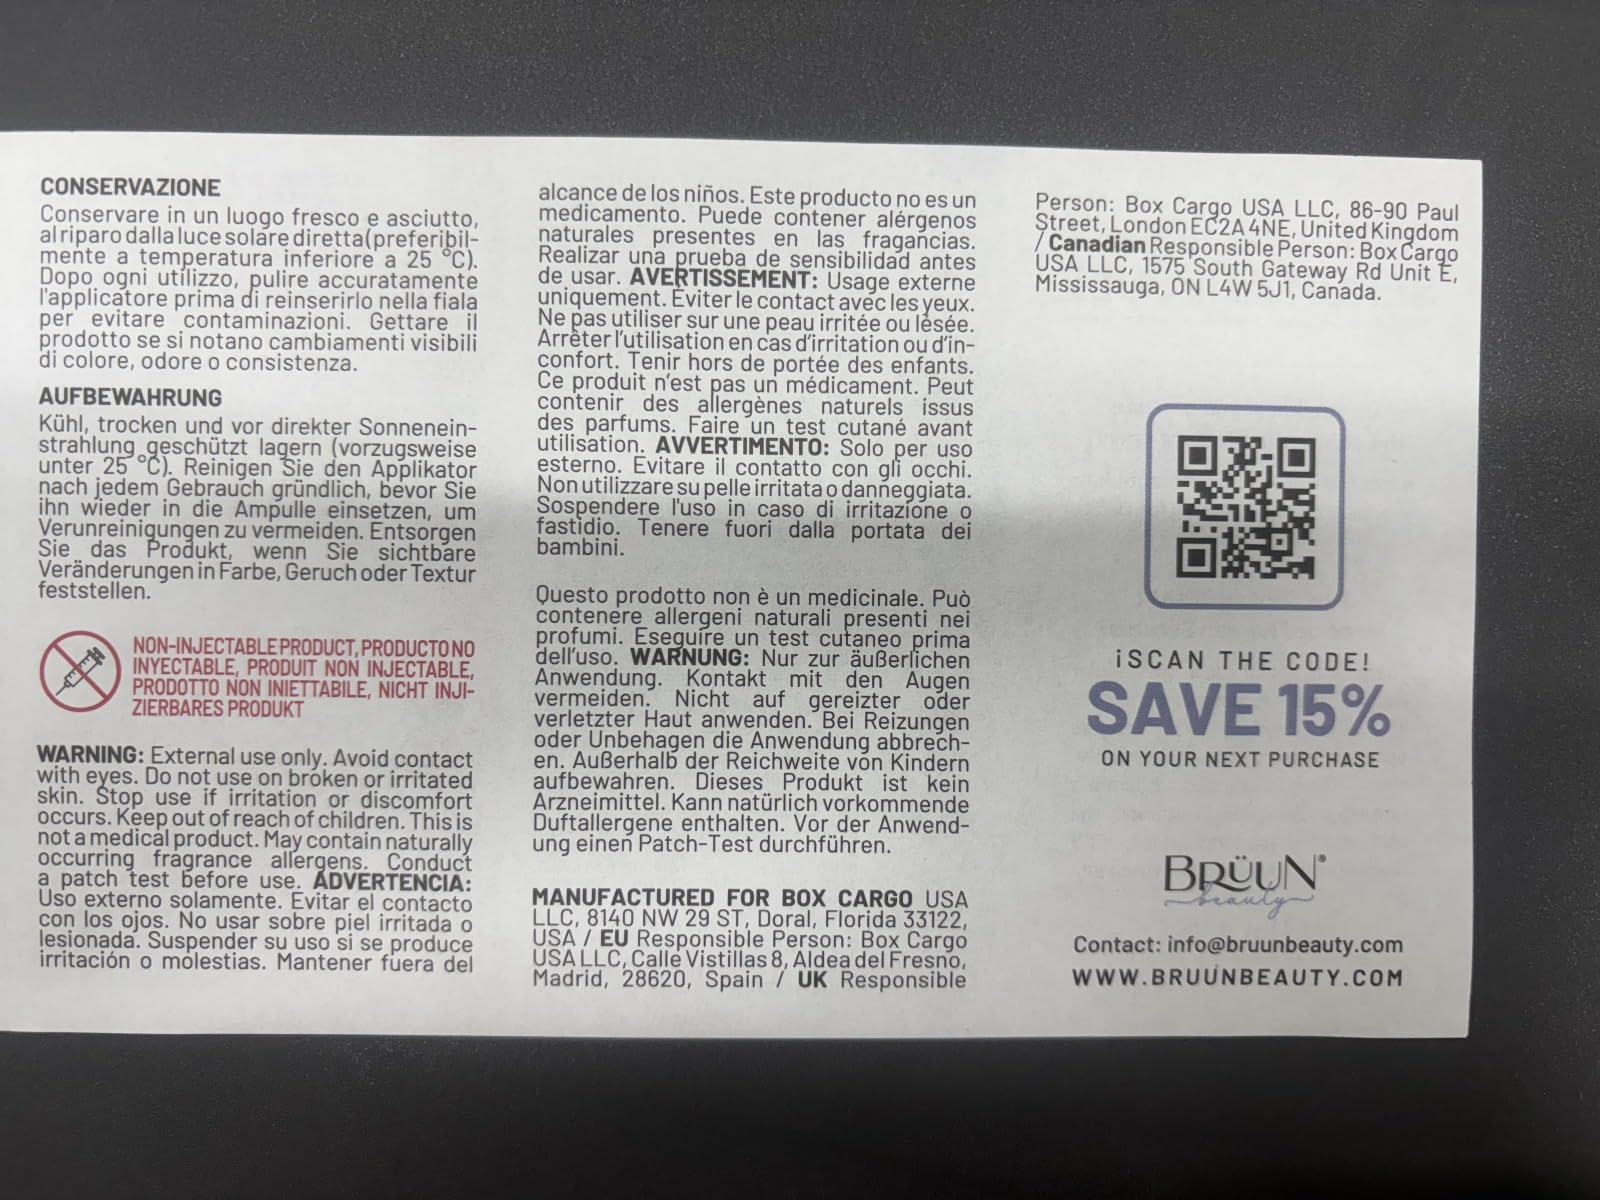 CONSERVAZIONE
Conservare in un luogo fresco e asciutto,
al riparo dalla luce solare diretta (preferibil-
mente a temperatura inferiore a 25 °C).
Dopo ogni utilizzo, pulire accuratamente
l'applicatore prima di reinserirlo nella fiala
per evitare contaminazioni. Gettare il
prodotto se si notano cambiamenti visibili
di colore, odore o consistenza.
AUFBEWAHRUNG
Kühl, trocken und vor direkter Sonnenein-
strahlung geschützt lagern (vorzugsweise
unter 25 °C). Reinigen Sie den Applikator
nach jedem Gebrauch gründlich, bevor Sie
ihn wieder in die Ampulle einsetzen, um
Verunreinigungen zu vermeiden. Entsorgen
Sie das Produkt, wenn Sie sichtbare
Veränderungen in Farbe, Geruch oder Textur
feststellen.
NON-INJECTABLE PRODUCT, PRODUCTO NO
INYECTABLE, PRODUIT NON INJECTABLE,
PRODOTTO NON INIETTABILE, NICHT INJI-
ZIERBARES PRODUKT
WARNING: External use only. Avoid contact
with eyes. Do not use on broken or irritated
skin. Stop use if irritation or discomfort
occurs. Keep out of reach of children. This is
not a medical product. May contain naturally
occurring fragrance allergens. Conduct
a patch test before use. ADVERTENCIA:
Uso externo solamente. Evitar el contacto
con los ojos. No usar sobre piel irritada o
lesionada. Suspender su uso si se produce
irritación o molestias. Mantener fuera del
alcance de los niños. Este producto no es un
medicamento. Puede contener alérgenos
naturales presentes en las fragancias.
Realizar una prueba de sensibilidad antes
de usar. AVERTISSEMENT: Usage externe
uniquement. Éviter le contact avec les yeux.
Ne pas utiliser sur une peau irritée ou lésée.
Arrêter l'utilisation en cas d'irritation ou d'in-
confort. Tenir hors de portée des enfants.
Ce produit n'est pas un médicament. Peut
contenir des allergènes naturels issus
des parfums. Faire un test cutané avant
utilisation. AVVERTIMENTO: Solo per uso
esterno. Evitare il contatto con gli occhi.
Non utilizzare su pelle irritata o danneggiata.
Sospendere l'uso in caso di irritazione o
fastidio. Tenere fuori dalla portata dei
bambini.
Questo prodotto non è un medicinale. Può
contenere allergeni naturali presenti nei
profumi. Eseguire un test cutaneo prima
dell'uso. WARNUNG: Nur zur äußerlichen
Anwendung. Kontakt mit den Augen
vermeiden. Nicht auf gereizter oder
verletzter Haut anwenden. Bei Reizungen
oder Unbehagen die Anwendung abbrech-
en. Außerhalb der Reichweite von Kindern
aufbewahren. Dieses Produkt ist kein
Arzneimittel. Kann natürlich vorkommende
Duftallergene enthalten. Vor der Anwend-
ung einen Patch-Test durchführen.
MANUFACTURED FOR BOX CARGO USA
LLC, 8140 NW 29 ST, Doral, Florida 33122,
USA / EU Responsible Person: Box Cargo
USA LLC, Calle Vistillas 8, Aldea del Fresno,
Madrid, 28620, Spain / UK Responsible
Person: Box Cargo USA LLC, 86-90 Paul
Street, London EC2A 4NE, United Kingdom
/ Canadian Responsible Person: Box Cargo
USA LLC, 1575 South Gateway Rd Unit E,
Mississauga, ON L4W 5J1, Canada.
¡SCAN THE CODE!
SAVE 15%
ON YOUR NEXT PURCHASE
BRÜUN®
beauty
Contact: info@bruunbeauty.com
WWW.BRUUNBEAUTY.COM